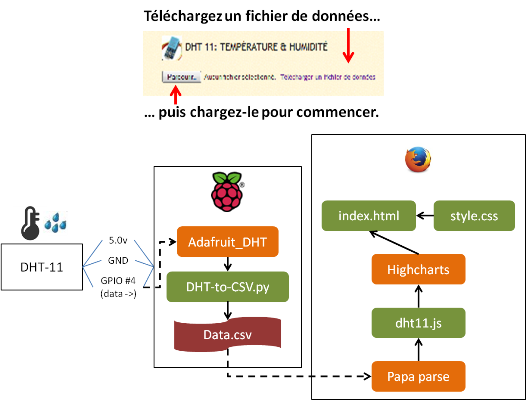 Téléchargez un fichier de données...
DHT 11: TEMPÉRATURE & HUMIDITÉ
Parcourir.. Aucun fichier sélectionné. Télécharger un fichier de données
... puis chargez-le pour commencer.
DHT-11
5.0v
GND
GPIO #4
(data ->)
Adafruit_DHT
DHT-to-CSV.py
Data.csv
index.html
style.css
Highcharts
dht11.js
Papa parse